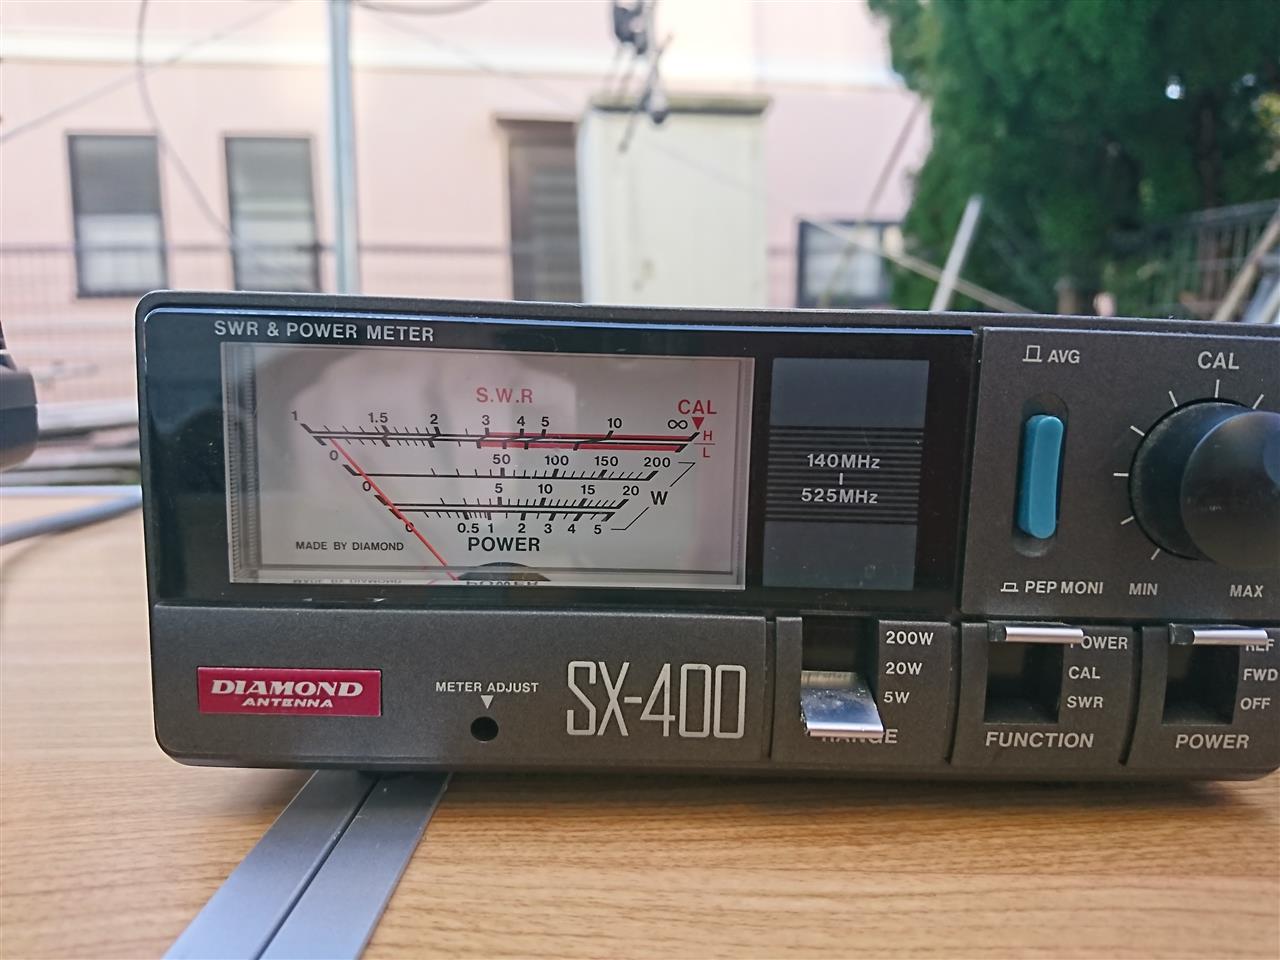 SWR & POWER METER
S.W.R
CAL
1 1.5 2 3 4 5 10 ∞
H
L
0 50 100 150 200
0 5 10 15 20
W
0 0.5 1 2 3 4 5
MADE BY DIAMOND
POWER
140MHz
525MHz
AVG
PEP MONI
CAL
MIN
MAX
DIAMOND
ANTENNA
METER ADJUST
SX-400
200W
20W
5W
RANGE
POWER
CAL
SWR
FUNCTION
REF
FWD
OFF
POWER